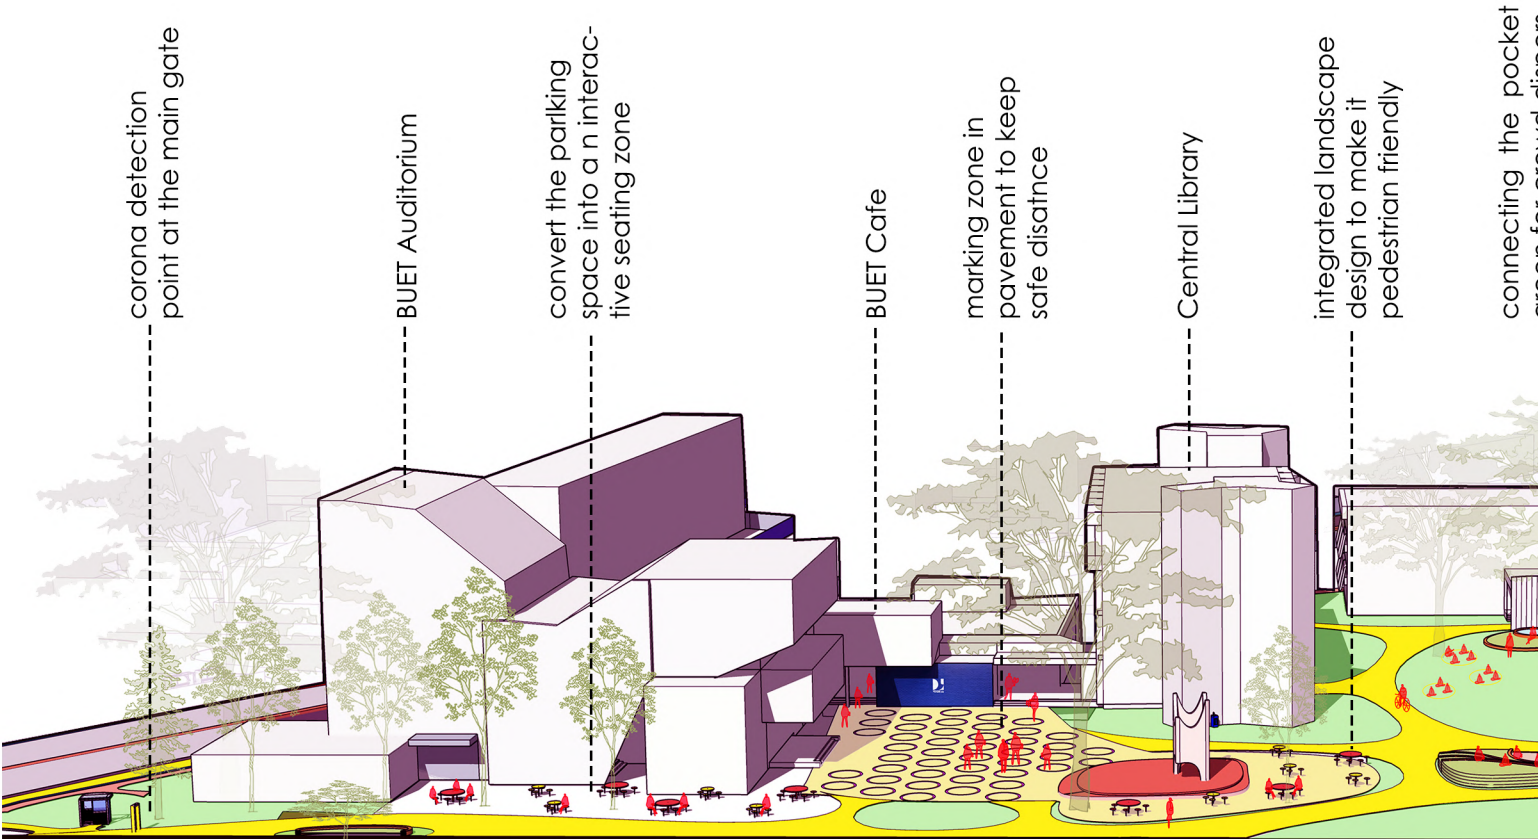 corona detection
point at the main gate
BUET Auditorium
convert the parlking
space into a n interac-
tive seating zone
BUET Cafe
marking zone in
pavement to keep
safe disatnce
Central Library
integrated landscape
design to make it
pedestrian friendly
connecting the pocket